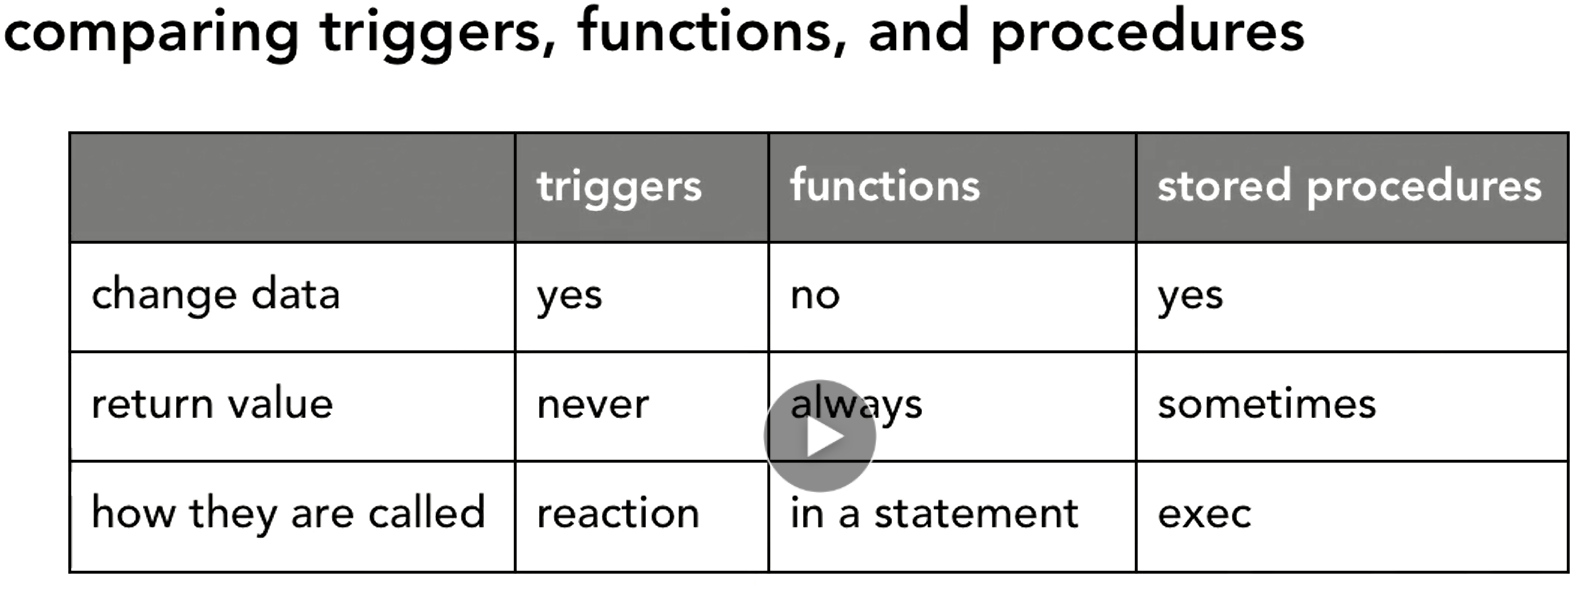 comparing triggers, functions, and procedures
triggers functions stored procedures
change data yes no yes
return value never always sometimes
how they are called reaction in a statement exec